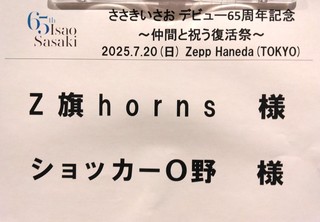 65th
Isao
Sasaki
ささきいさお デビュー65周年記念
～仲間と祝う復活祭～
2025.7.20(日) Zepp Haneda(TOKYO)
Z旗horns 様
ショッカーO野 様